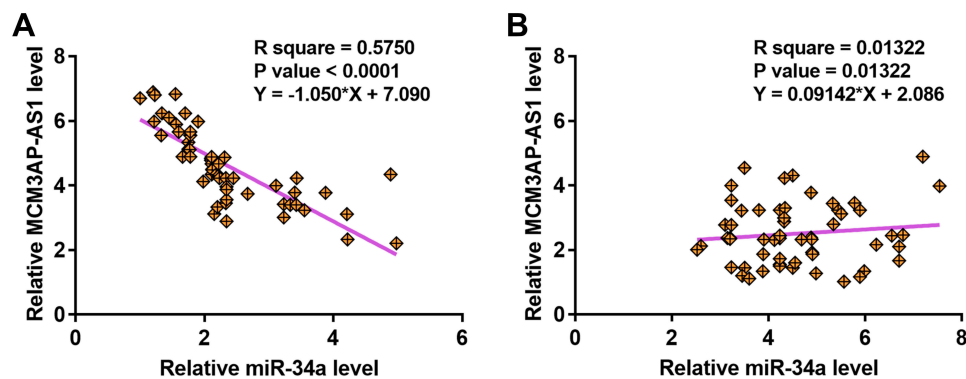 A
R square = 0.5750
P value < 0.0001
Y = -1.050*X + 7.090
Relative MCM3AP-AS1 level
8
6
4
2
0
0 2 4 6
Relative miR-34a level
B
R square = 0.01322
P value = 0.01322
Y = 0.09142*X + 2.086
Relative MCM3AP-AS1 level
8
6
4
2
0
0 2 4 6 8
Relative miR-34a level